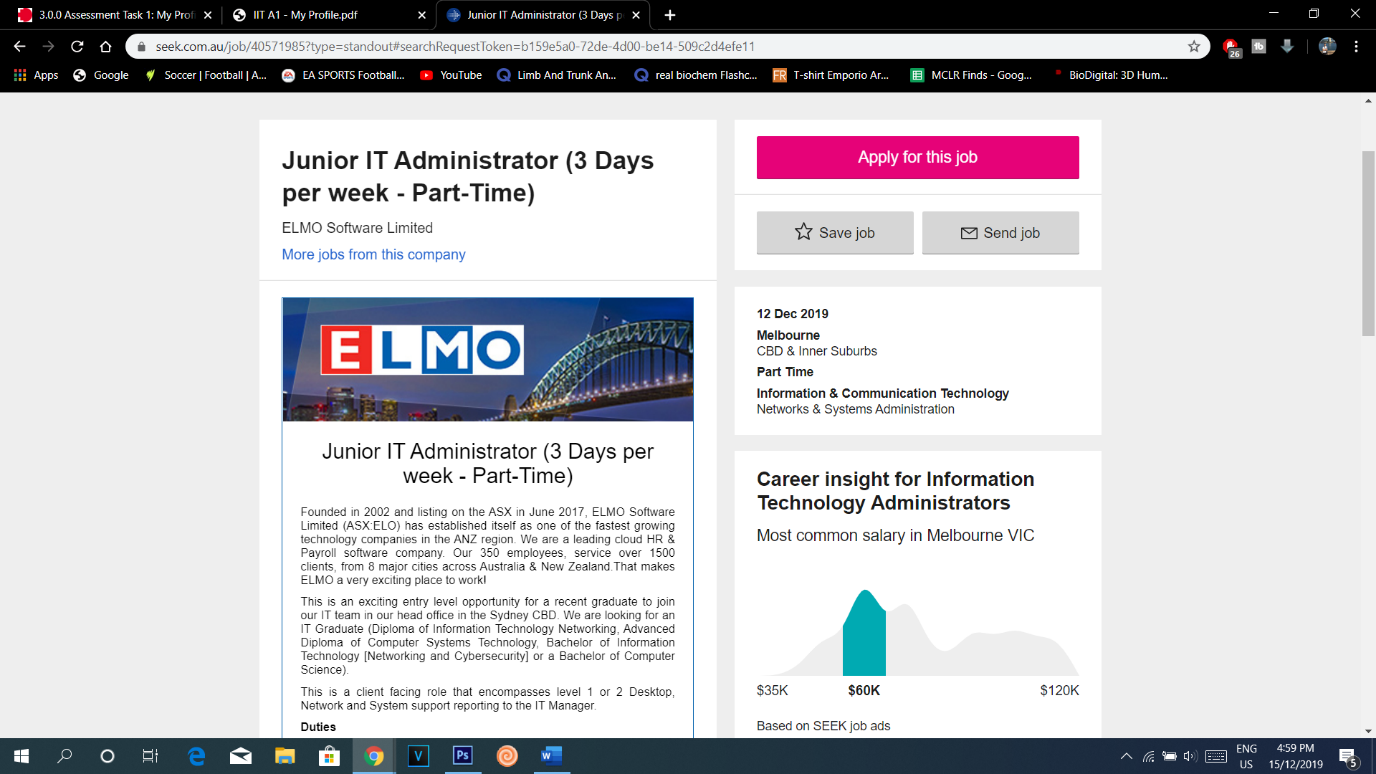 3.0.0 Assessment Task 1: My Prof
IIT A1 - My Profile.pdf
Junior IT Administrator (3 Days p
seek.com.au/job/40571985?type=standout#searchRequestToken=b159e5a0-72de-4d00-be14-509c2d4efe11
26
Apps
Google
Soccer | Football | A...
EA SPORTS Football...
YouTube
Limb And Trunk An...
real biochem Flashc...
FR
T-shirt Emporio Ar...
MCLR Finds - Goog...
BioDigital: 3D Hum...
Junior IT Administrator (3 Days
per week - Part-Time)
ELMO Software Limited
More jobs from this company
ELMO
Junior IT Administrator (3 Days per
week - Part-Time)
Founded in 2002 and listing on the ASX in June 2017, ELMO Software
Limited (ASX:ELO) has established itself as one of the fastest growing
technology companies in the ANZ region. We are a leading cloud HR &
Payroll software company. Our 350 employees, service over 1500
clients, from 8 major cities across Australia & New Zealand.That makes
ELMO a very exciting place to work!
This is an exciting entry level opportunity for a recent graduate to join
our IT team in our head office in the Sydney CBD. We are looking for an
IT Graduate (Diploma of Information Technology Networking, Advanced
Diploma of Computer Systems Technology, Bachelor of Information
Technology [Networking and Cybersecurity] or a Bachelor of Computer
Science).
This is a client facing role that encompasses level 1 or 2 Desktop,
Network and System support reporting to the IT Manager.
Duties
Apply for this job
Save job
Send job
12 Dec 2019
Melbourne
CBD & Inner Suburbs
Part Time
Information & Communication Technology
Networks & Systems Administration
Career insight for Information
Technology Administrators
Most common salary in Melbourne VIC
$35K
$60K
$120K
Based on SEEK job ads
V
Ps
ENG
US
4:59 PM
15/12/2019
5